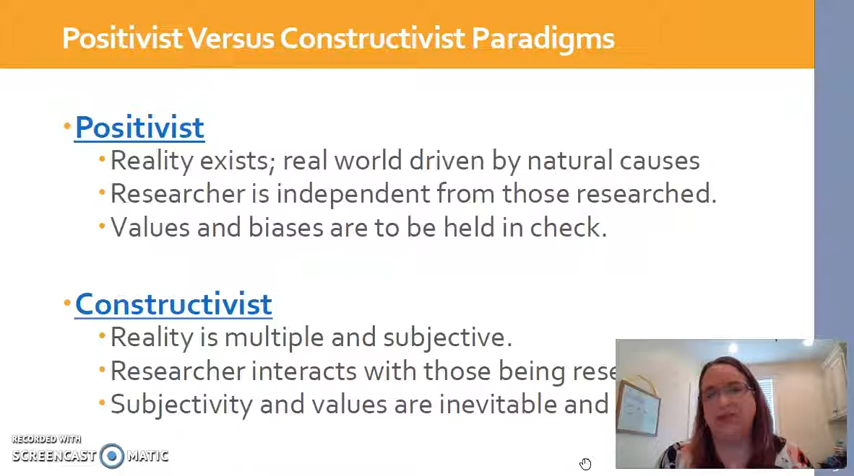 Positivist Versus Constructivist Paradigms
• Positivist
• Reality exists; real world driven by natural causes
• Researcher is independent from those researched.
• Values and biases are to be held in check.
• Constructivist
• Reality is multiple and subjective.
• Researcher interacts with those being rese
• Subjectivity and values are inevitable and
RECORDED WITH
SCREENCAST MATIC